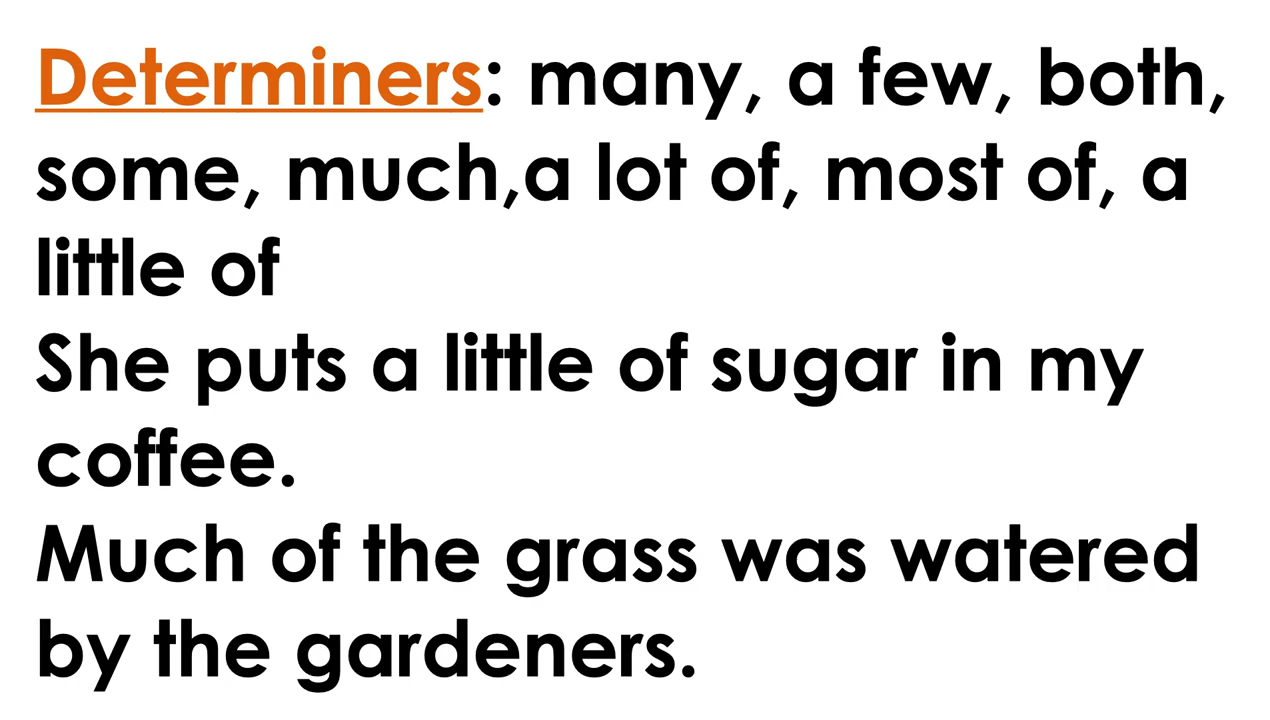 Determiners: many, a few, both,
some, much,a lot of, most of, a
little of
She puts a little of sugar in my
coffee.
Much of the grass was watered
by the gardeners.